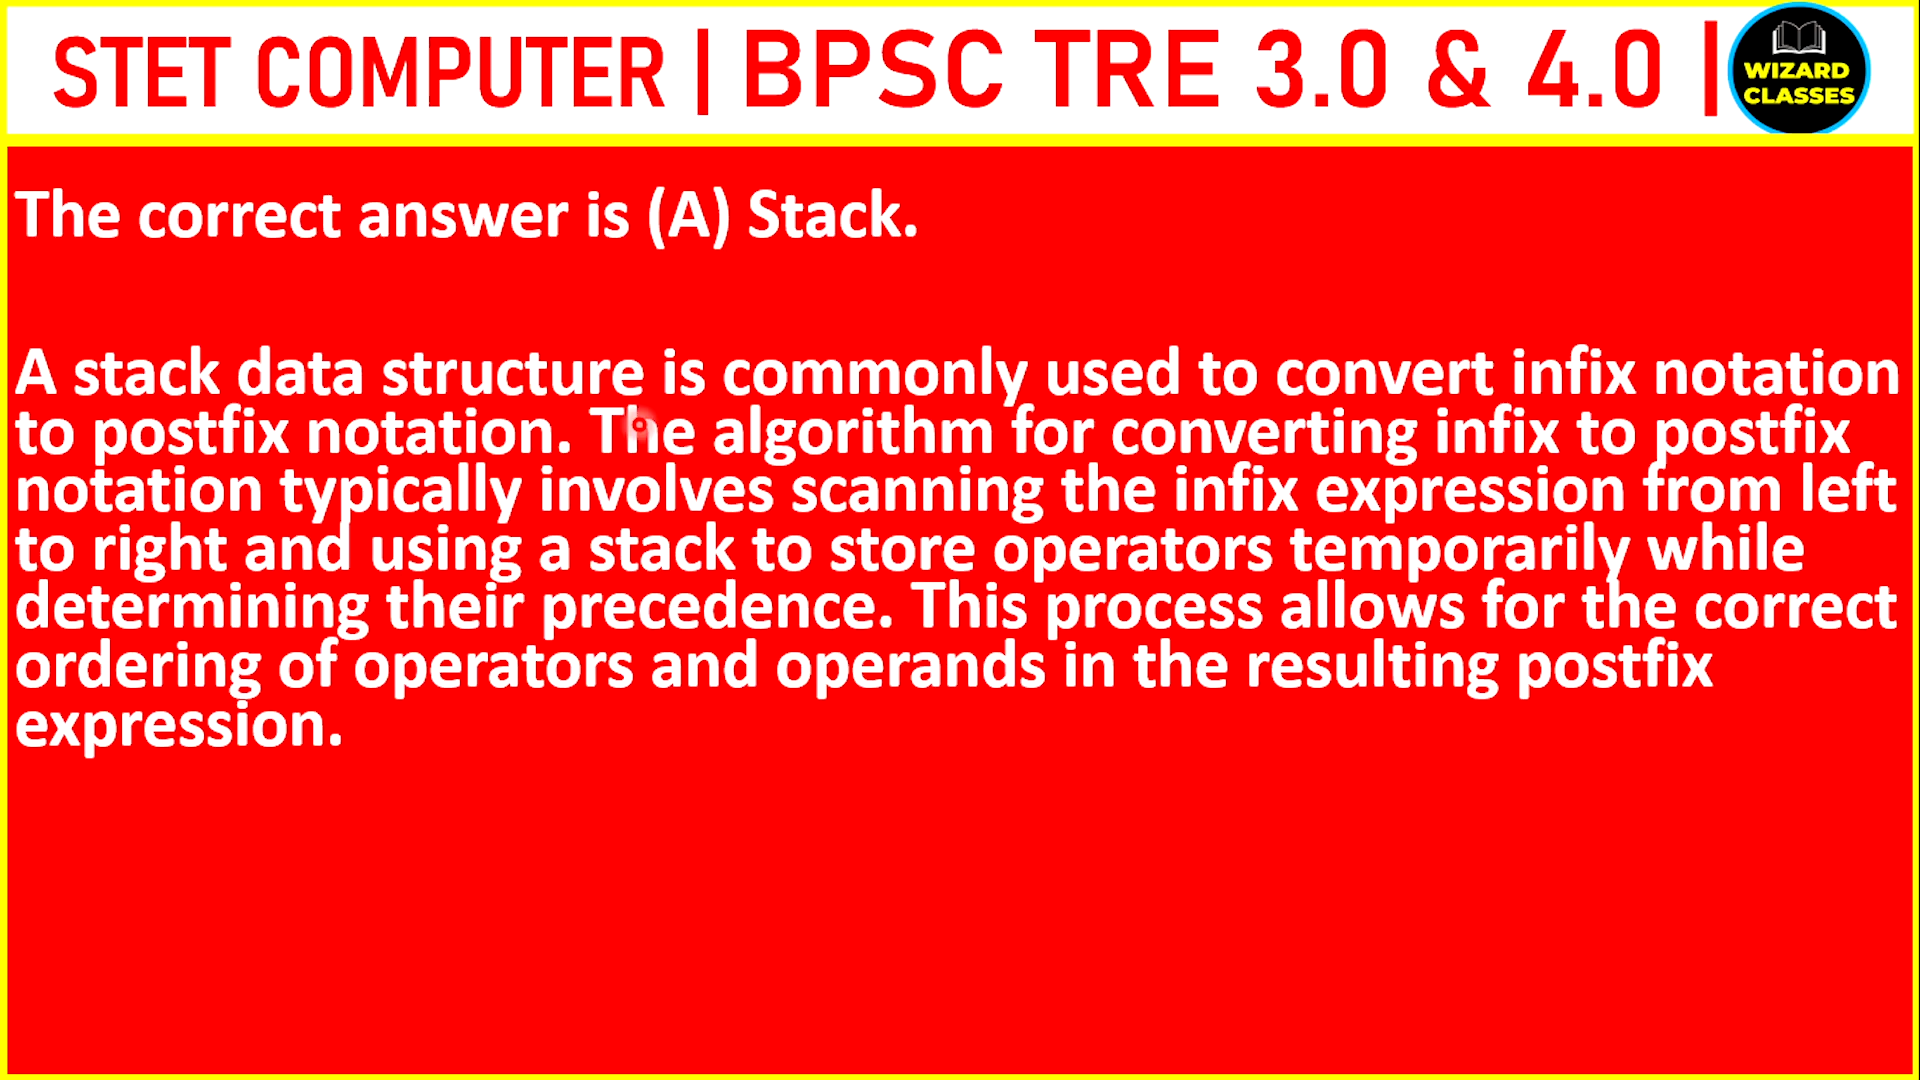 STET COMPUTER | BPSC TRE 3.0 & 4.0 |
WIZARD
CLASSES
The correct answer is (A) Stack.
A stack data structure is commonly used to convert infix notation
to postfix notation. The algorithm for converting infix to postfix
notation typically involves scanning the infix expression from left
to right and using a stack to store operators temporarily while
determining their precedence. This process allows for the correct
ordering of operators and operands in the resulting postfix
expression.